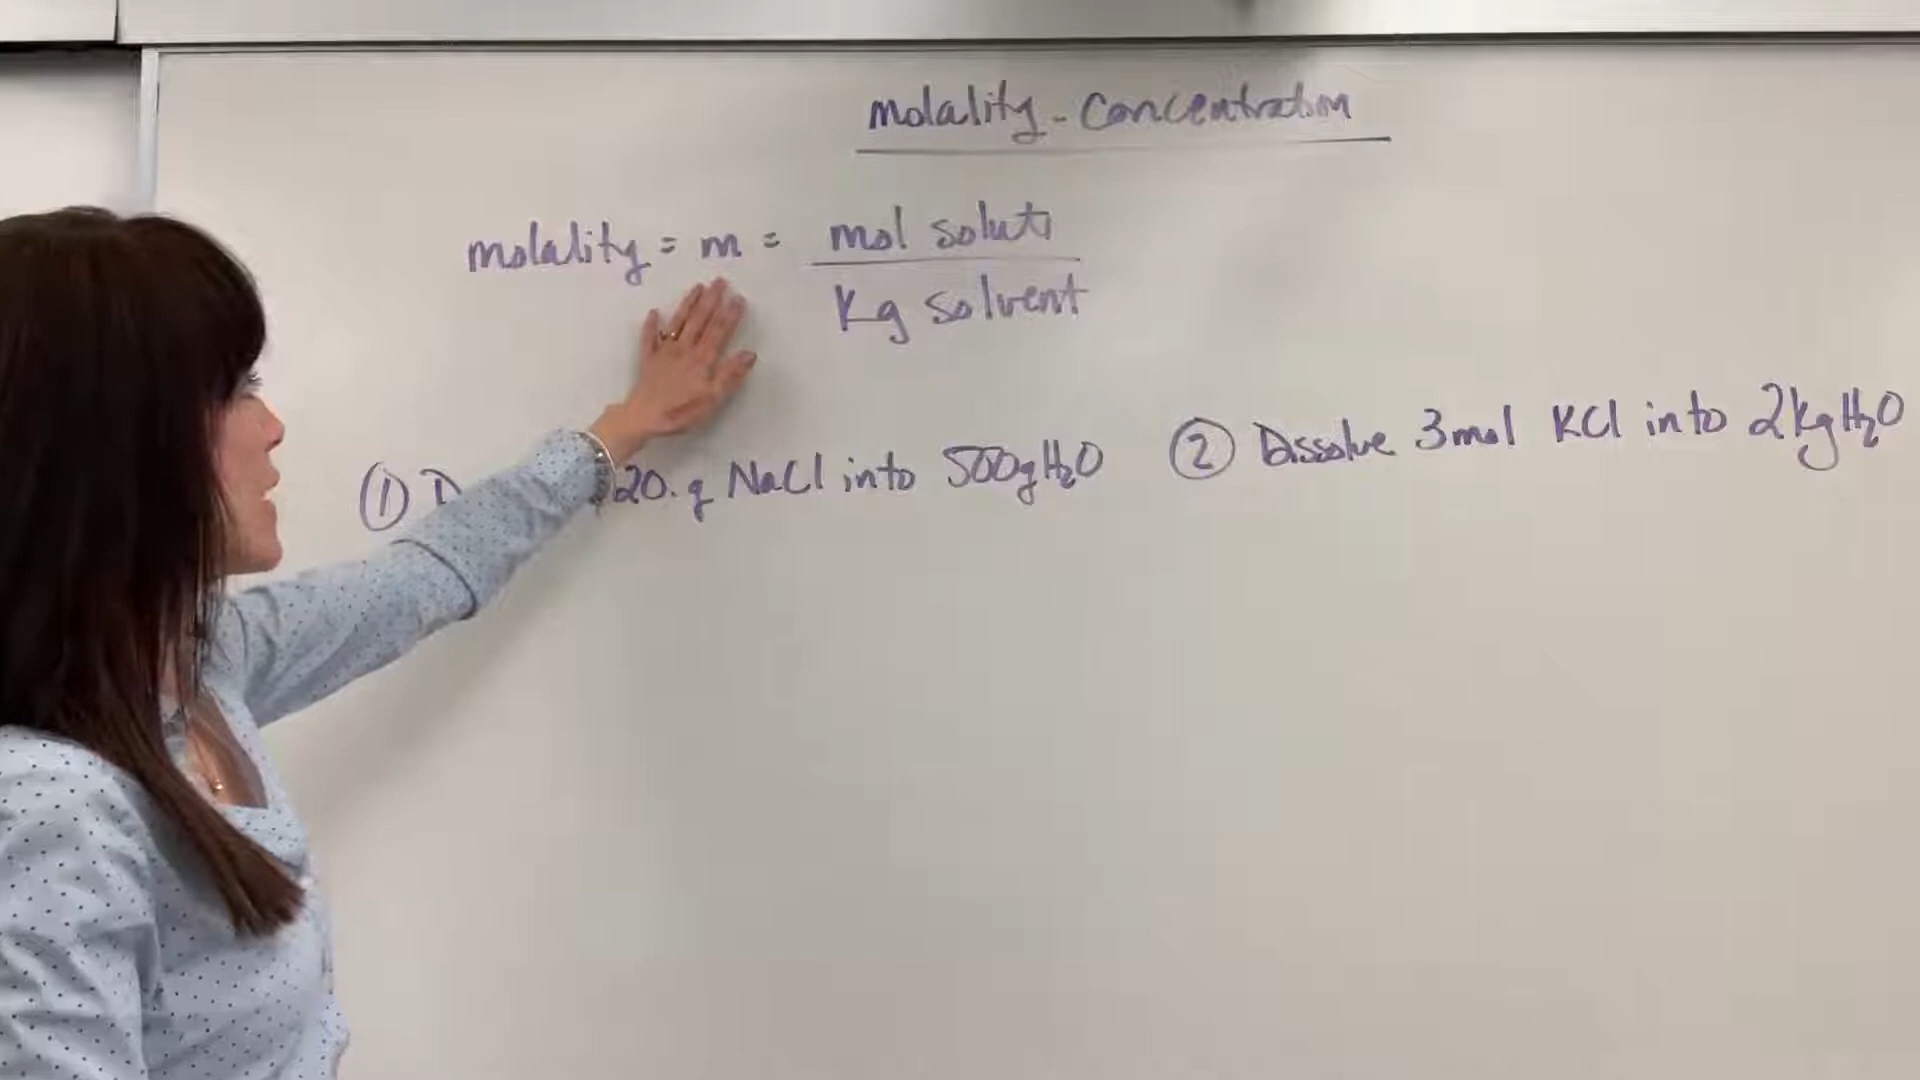 molality - Concentration
molality = m = mol solute
Kg solvent
① D 20. g NaCl into 500g H₂O
② Dissolve 3mol KCl into 2kg H₂O